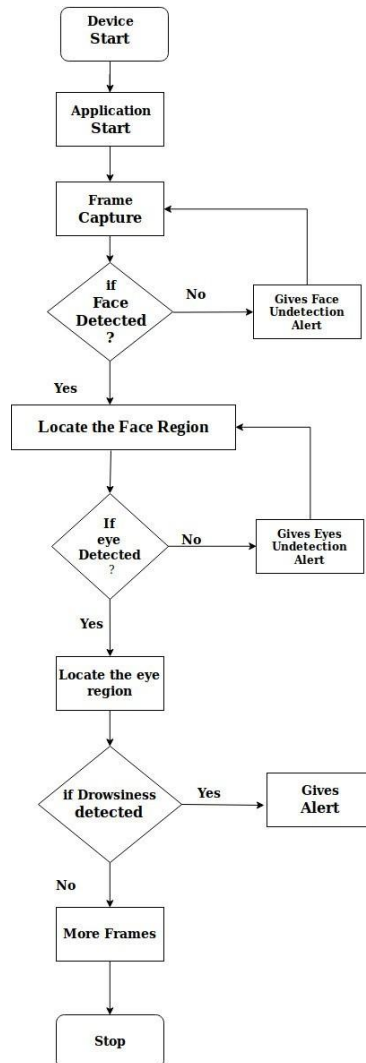 Device
Start
Application
Start
Frame
Capture
if
Face
Detected
?
No
Gives Face
Undetection
Alert
Yes
Locate the Face Region
If
eye
Detected
?
No
Gives Eyes
Undetection
Alert
Yes
Locate the eye
region
if Drowsiness
detected
Yes
Gives
Alert
No
More Frames
Stop